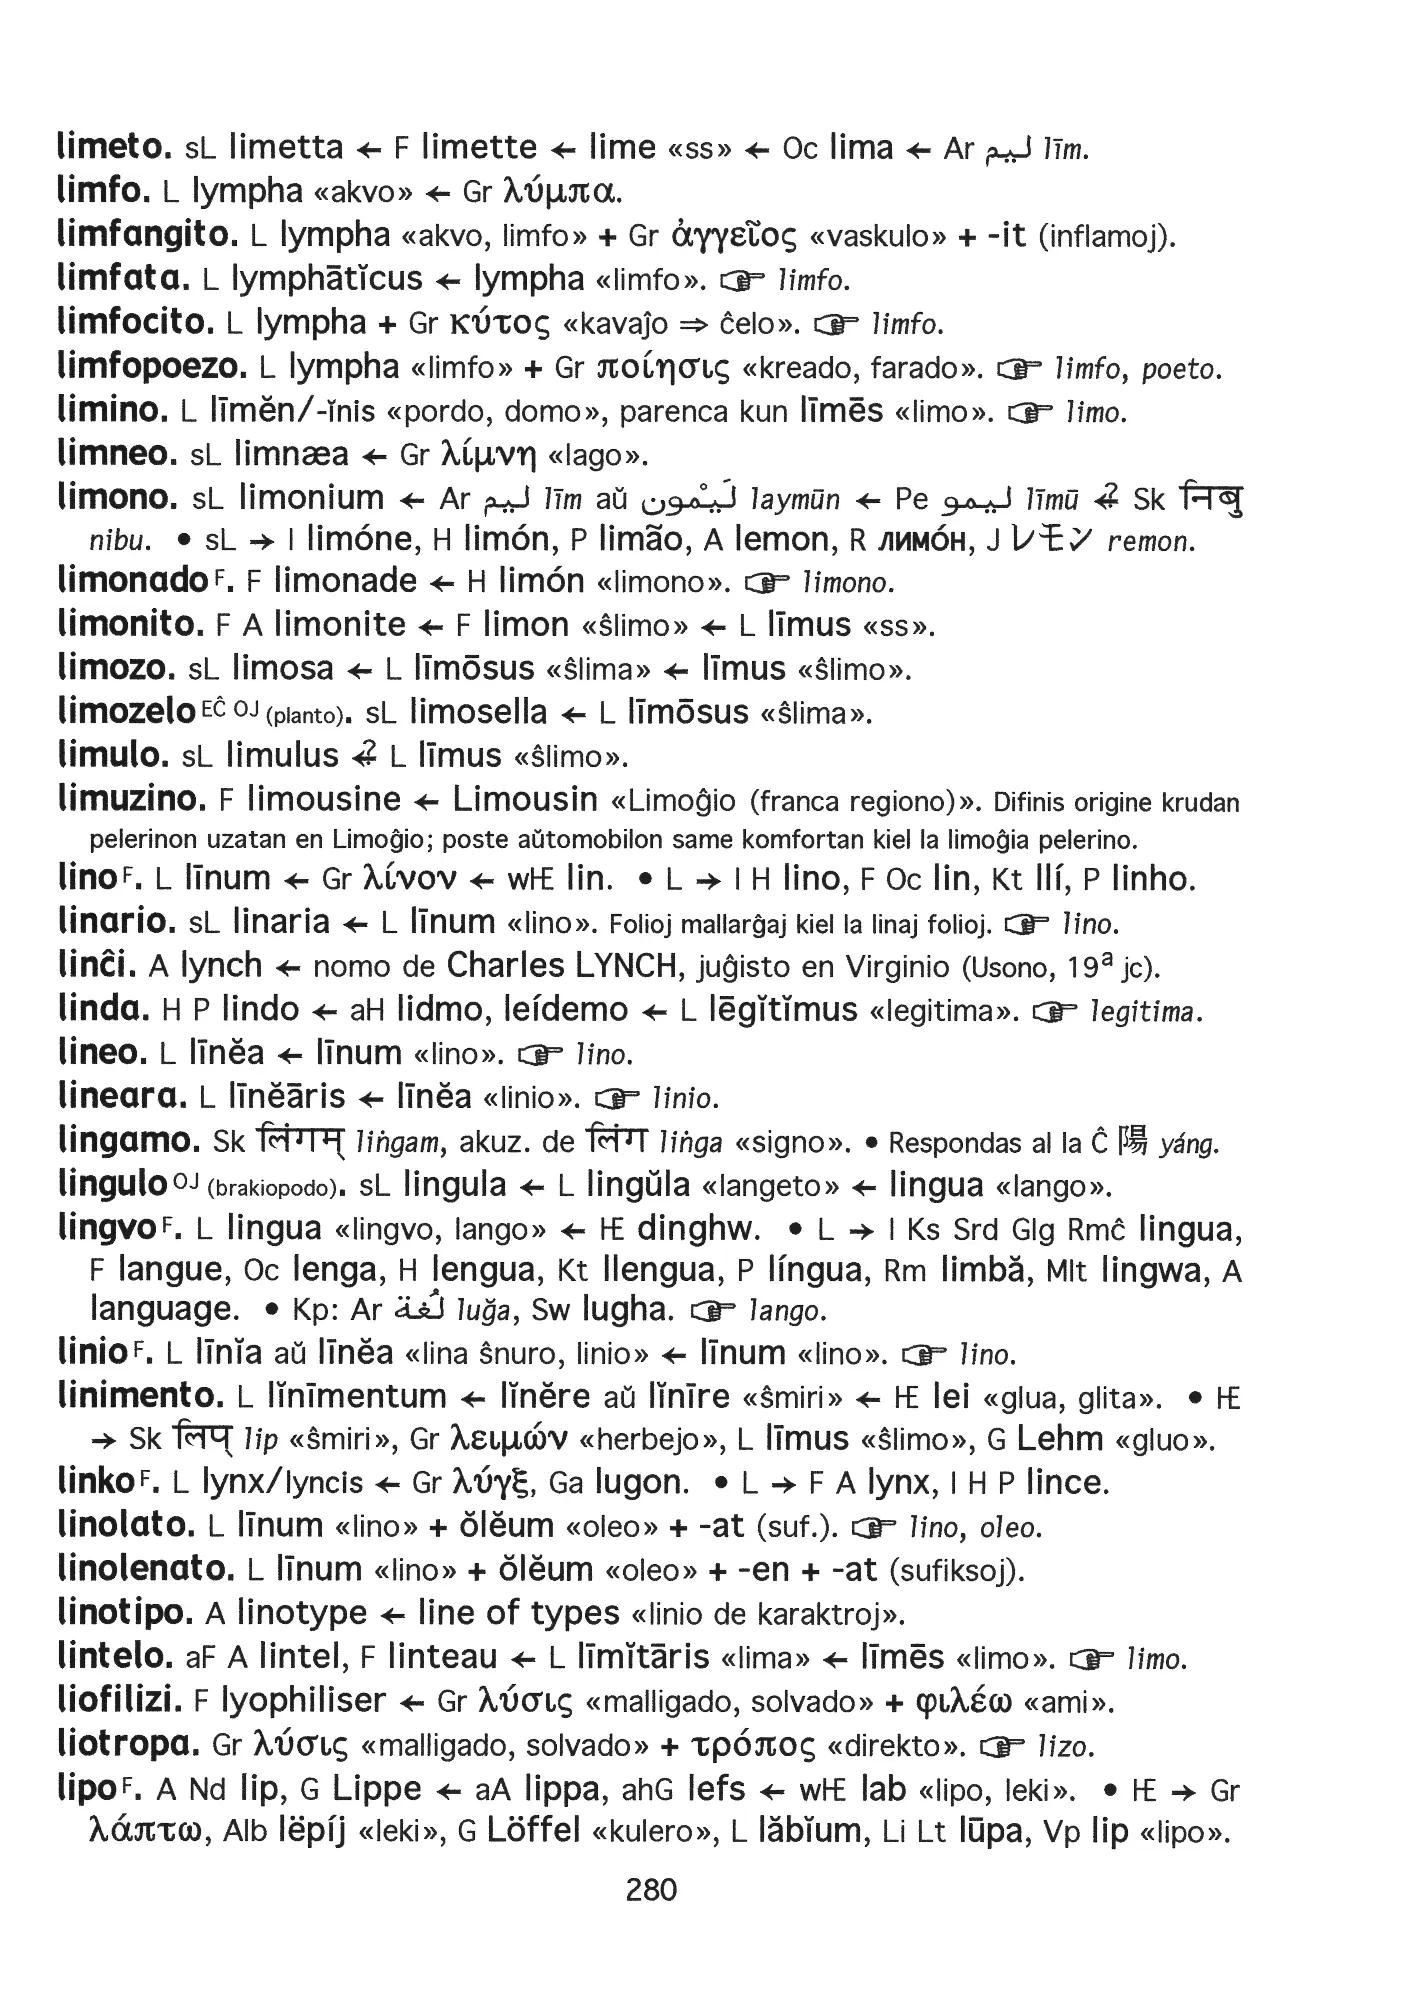 limeto. sL limetta ← F limette ← lime «ss» ← Oc lima ← Ar ليم līm.
limfo. L lympha «akvo» ← Gr λύμπα.
limfangito. L lympha «akvo, limfo» + Gr ἀγγεῖος «vaskulo» + -it (inflamoj).
limfata. L lymphātĭcus ← lympha «limfo». ☞ limfo.
limfocito. L lympha + Gr κύτος «kavaĵo ⇒ ĉelo». ☞ limfo.
limfopoezo. L lympha «limfo» + Gr ποίησις «kreado, farado». ☞ limfo, poeto.
limino. L līmĕn/-ĭnis «pordo, domo», parenca kun līmēs «limo». ☞ limo.
limneo. sL limnæa ← Gr λίμνη «lago».
limono. sL limonium ← Ar ليم līm aŭ لَيْمون laymūn ← Pe ليمو līmū ⇠? Sk निबु
nibu. • sL → I limóne, H limón, P limão, A lemon, R лимо́н, J レモン remon.
limonado F. F limonade ← H limón «limono». ☞ limono.
limonito. F A limonite ← F limon «ŝlimo» ← L līmus «ss».
limozo. sL limosa ← L līmōsus «ŝlima» ← līmus «ŝlimo».
limozelo EĈ OJ (planto). sL limosella ← L līmōsus «ŝlima».
limulo. sL limulus ⇠? L līmus «ŝlimo».
limuzino. F limousine ← Limousin «Limoĝio (franca regiono)». Difinis origine krudan
pelerinon uzatan en Limoĝio; poste aŭtomobilon same komfortan kiel la limoĝia pelerino.
lino F. L līnum ← Gr λίνον ← wHE lin. • L → I H lino, F Oc lin, Kt llí, P linho.
linario. sL linaria ← L līnum «lino». Folioj mallarĝaj kiel la linaj folioj. ☞ lino.
linĉi. A lynch ← nomo de Charles LYNCH, juĝisto en Virginio (Usono, 19ª jc).
linda. H P lindo ← aH lidmo, leídemo ← L lēgĭtĭmus «legitima». ☞ legitima.
lineo. L līnĕa ← līnum «lino». ☞ lino.
lineara. L līnĕāris ← līnĕa «linio». ☞ linio.
lingamo. Sk लिंगम् liṅgam, akuz. de लिंग liṅga «signo». • Respondas al la Ĉ 陽 yáng.
lingulo OJ (brakiopodo). sL lingula ← L lingŭla «langeto» ← lingua «lango».
lingvo F. L lingua «lingvo, lango» ← HE dinghw. • L → I Ks Srd Glg Rmĉ lingua,
F langue, Oc lenga, H lengua, Kt llengua, P língua, Rm limbă, Mlt lingwa, A
language. • Kp: Ar لُغة luğa, Sw lugha. ☞ lango.
linio F. L līnĭa aŭ līnĕa «lina ŝnuro, linio» ← līnum «lino». ☞ lino.
linimento. L lĭnīmentum ← lĭnĕre aŭ lĭnīre «ŝmiri» ← HE lei «glua, glita». • HE
→ Sk लिप् lip «ŝmiri», Gr λειμών «herbejo», L līmus «ŝlimo», G Lehm «gluo».
linko F. L lynx/lyncis ← Gr λύγξ, Ga lugon. • L → F A lynx, I H P lince.
linolato. L līnum «lino» + ŏlĕum «oleo» + -at (suf.). ☞ lino, oleo.
linolenato. L līnum «lino» + ŏlĕum «oleo» + -en + -at (sufiksoj).
linotipo. A linotype ← line of types «linio de karaktroj».
lintelo. aF A lintel, F linteau ← L līmĭtāris «lima» ← līmēs «limo». ☞ limo.
liofilizi. F lyophiliser ← Gr λύσις «malligado, solvado» + φιλέω «ami».
liotropa. Gr λύσις «malligado, solvado» + τρόπος «direkto». ☞ lizo.
lipo F. A Nd lip, G Lippe ← aA lippa, ahG lefs ← wHE lab «lipo, leki». • HE → Gr
λάπτω, Alb lëpíj «leki», G Löffel «kulero», L lăbĭum, Li Lt lūpa, Vp lip «lipo».
280